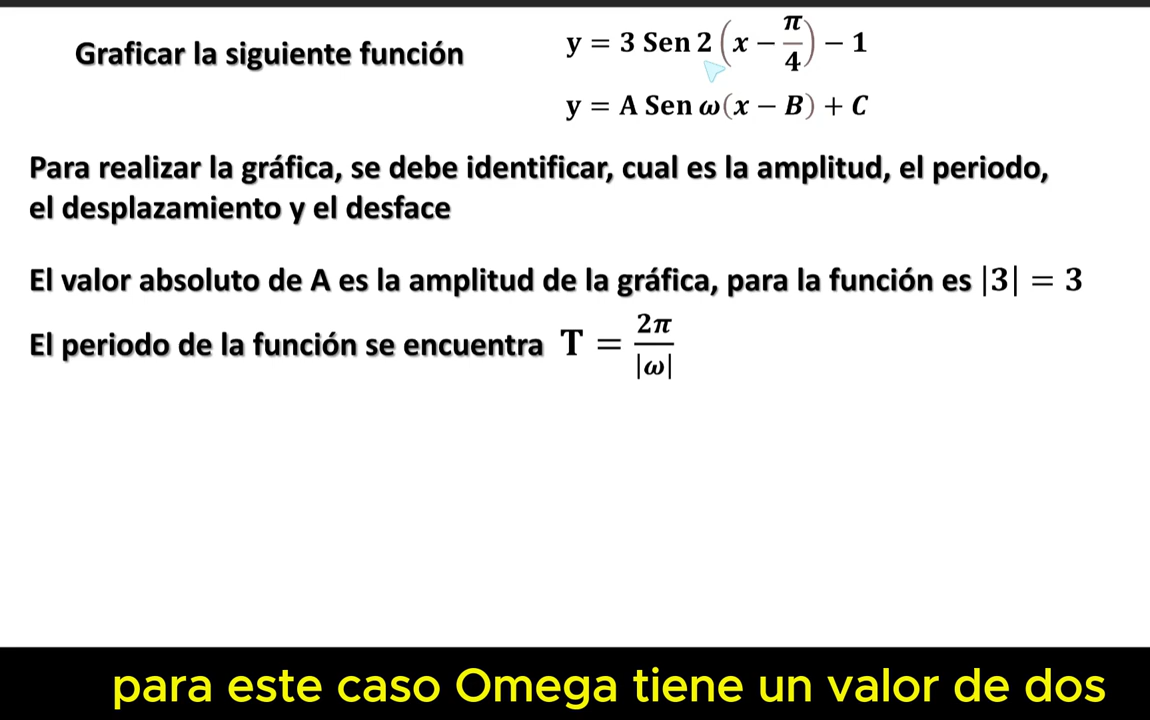 Graficar la siguiente función
y = 3 Sen 2 (x − π/4) − 1
y = A Sen ω(x − B) + C
Para realizar la gráfica, se debe identificar, cual es la amplitud, el periodo,
el desplazamiento y el desface
El valor absoluto de A es la amplitud de la gráfica, para la función es |3| = 3
El periodo de la función se encuentra T = 2π/|ω|
para este caso Omega tiene un valor de dos